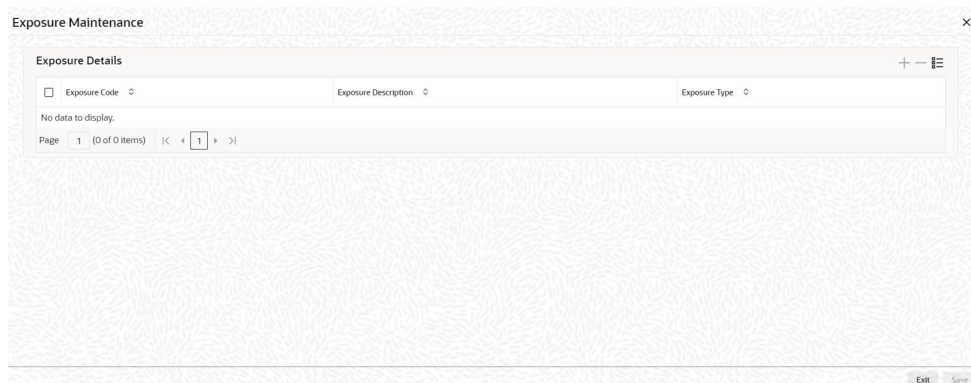 Exposure Maintenance
Exposure Details
Exposure Code Exposure Description Exposure Type
No data to display.
Page 1 (0 of 0 items) 1
Exit Save